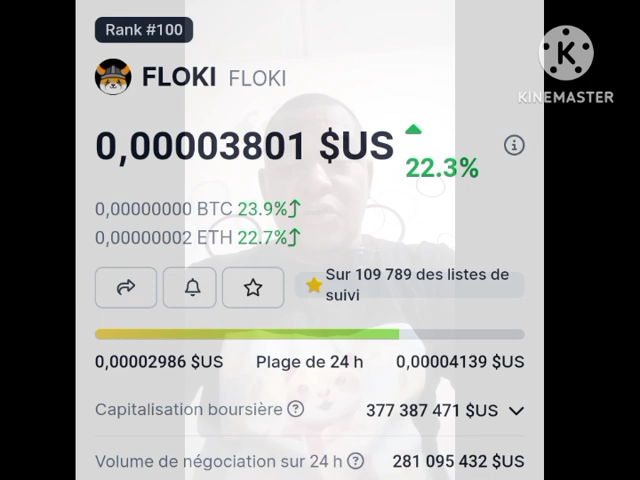 Rank #100
KINEMASTER
FLOKI FLOKI
0,00003801 $US 22.3%
0,00000000 BTC 23.9%
0,00000002 ETH 22.7%
Sur 109 789 des listes de
suivi
0,00002986 $US Plage de 24 h 0,00004139 $US
Capitalisation boursière 377 387 471 $US
Volume de négociation sur 24 h 281 095 432 $US